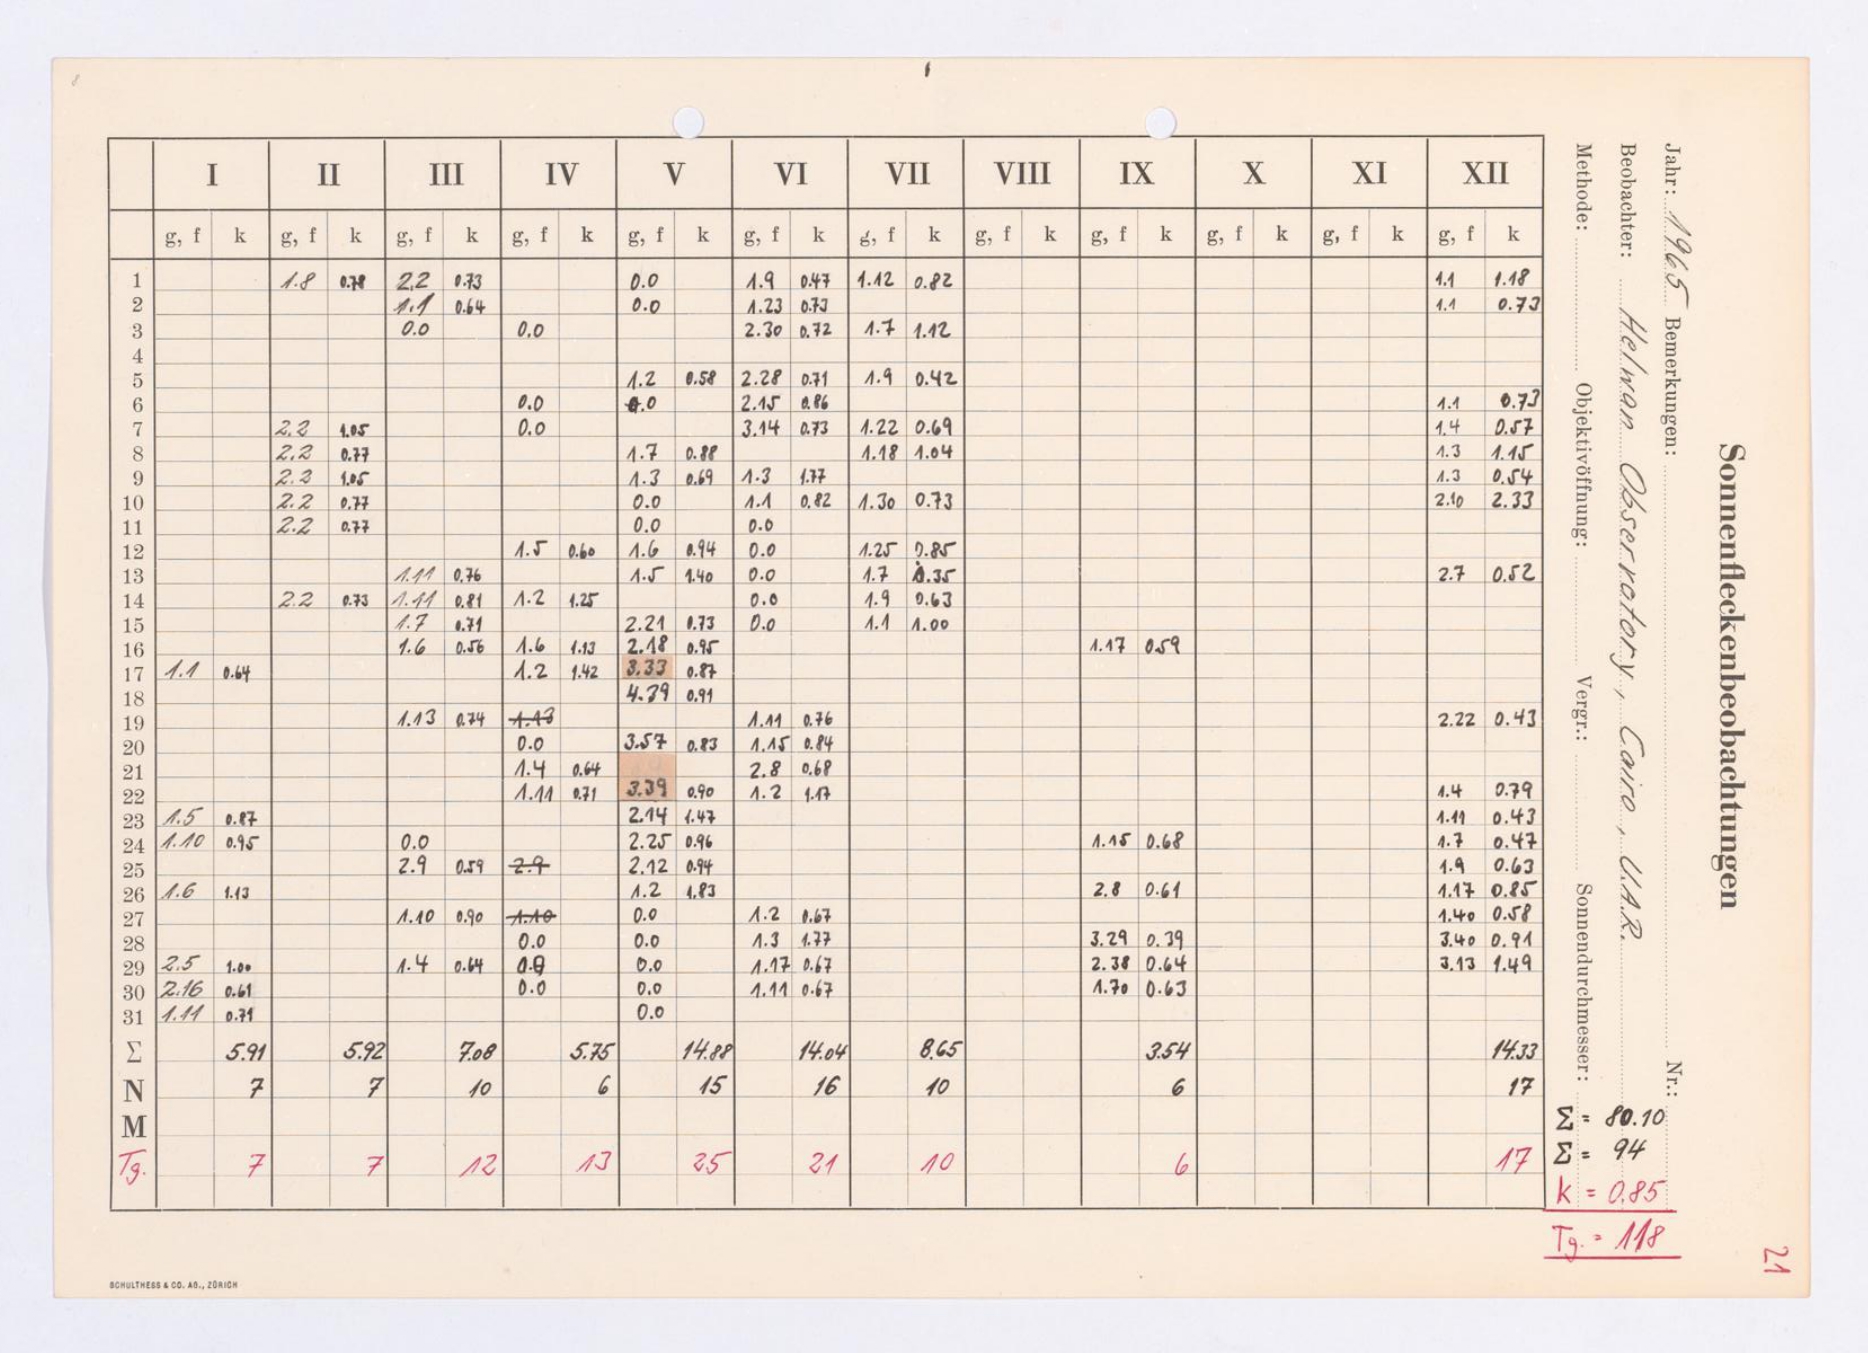 I II III IV V VI VII VIII IX X XI XII
g, f k g, f k g, f k g, f k g, f k g, f k g, f k g, f k g, f k g, f k g, f k g, f k
1 1.8 0.78 2.2 0.73 0.0 1.9 0.47 1.12 0.82 1.1 1.18
2 1.1 0.64 0.0 1.23 0.73 1.1 0.73
3 0.0 0.0 2.30 0.72 1.7 1.12
4
5 1.2 0.58 2.28 0.71 1.9 0.42
6 0.0 0.0 2.15 0.86 1.1 0.73
7 2.2 1.05 0.0 3.14 0.73 1.22 0.69 1.4 0.57
8 2.2 0.77 1.7 0.88 1.18 1.04 1.3 1.15
9 2.2 1.05 1.3 0.69 1.3 1.77 1.3 0.54
10 2.2 0.77 0.0 1.1 0.82 1.30 0.73 2.10 2.33
11 2.2 0.77 0.0 0.0
12 1.5 0.60 1.6 0.94 0.0 1.25 0.85
13 1.11 0.76 1.5 1.40 0.0 1.7 0.35 2.7 0.52
14 2.2 0.73 1.11 0.81 1.2 1.25 0.0 1.9 0.63
15 1.7 0.71 2.21 0.73 0.0 1.1 1.00
16 1.6 0.56 1.6 1.13 2.18 0.95 1.17 0.59
17 1.1 0.64 1.2 1.42 3.33 0.87
18 4.39 0.91
19 1.13 0.74 1.13 1.11 0.76 2.22 0.43
20 0.0 3.57 0.83 1.15 0.84
21 1.4 0.64 2.8 0.68
22 1.11 0.71 3.39 0.90 1.2 1.17 1.4 0.79
23 1.5 0.87 2.14 1.47 1.11 0.43
24 1.10 0.95 0.0 2.25 0.96 1.15 0.68 1.7 0.47
25 2.9 0.59 2.9 2.12 0.94 1.9 0.63
26 1.6 1.13 1.2 1.83 2.8 0.61 1.17 0.85
27 1.10 0.90 1.10 0.0 1.2 0.67 1.40 0.58
28 0.0 0.0 1.3 1.77 3.29 0.39 3.40 0.91
29 2.5 1.00 1.4 0.64 0.0 0.0 1.17 0.67 2.38 0.64 3.13 1.49
30 2.16 0.61 0.0 0.0 1.11 0.67 1.70 0.63
31 1.11 0.71 0.0
Σ 5.91 5.92 7.08 5.75 14.88 14.04 8.65 3.54 14.33
N 7 7 10 6 15 16 10 6 17
M
Tg. 7 7 12 13 25 21 10 6 17
Σ = 80.10
Σ = 94
k = 0.85
Tg. = 118
Sonnenfleckenbeobachtungen
Jahr: 1965 Bemerkungen: Nr.:
Beobachter: Helwan Observatory, Cairo, U.A.R.
Methode: Objektivöffnung: Vergr.: Sonnendurchmesser:
21
SCHULTHESS & CO. AG., ZÜRICH